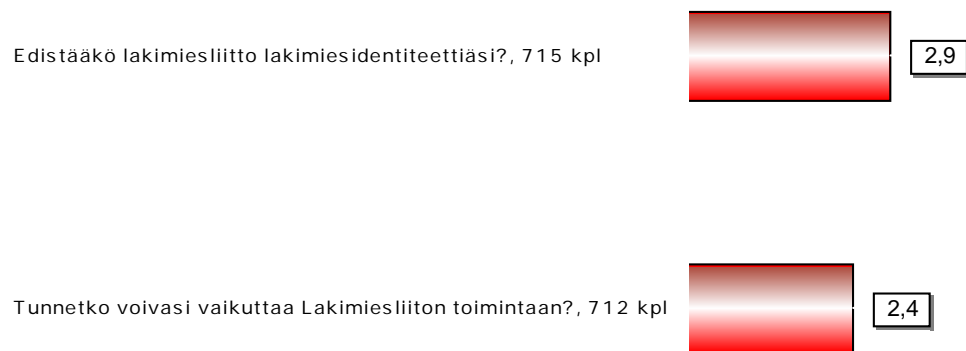 Edistääkö lakimiesliitto lakimiesidentiteettiäsi?, 715 kpl 2,9
Tunnetko voivasi vaikuttaa Lakimiesliiton toimintaan?, 712 kpl 2,4